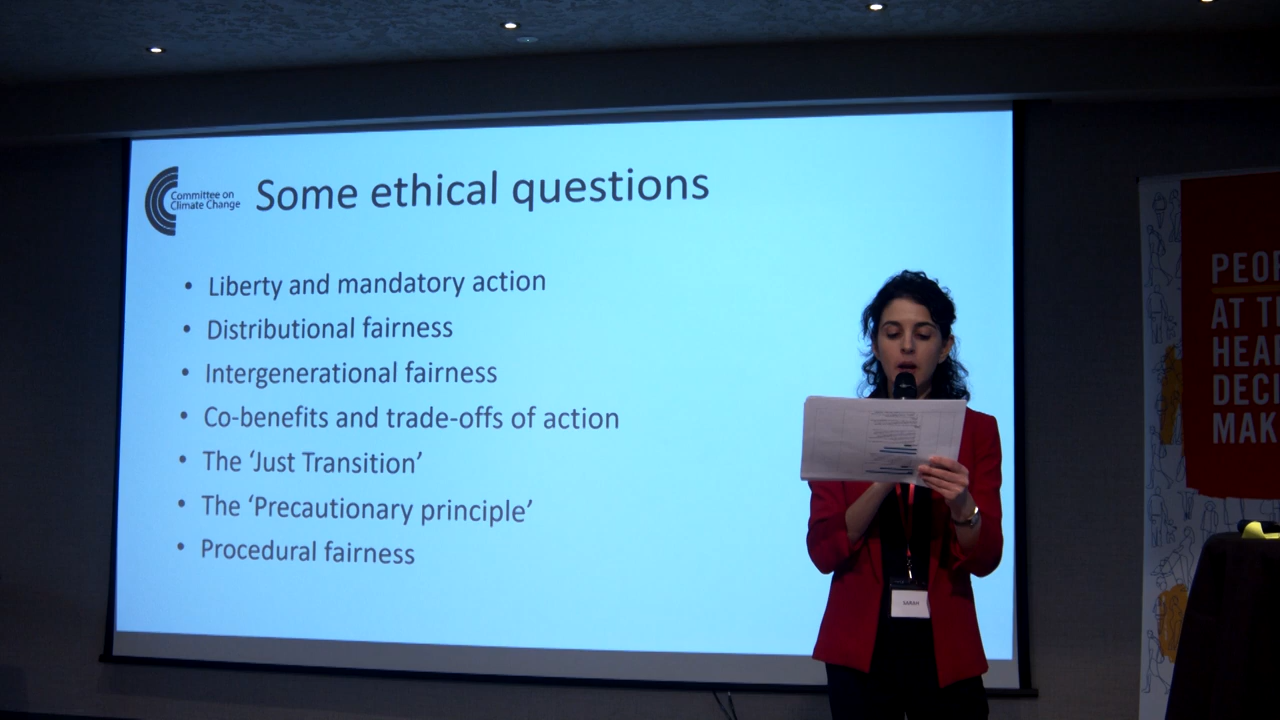 Committee on
Climate Change
Some ethical questions
• Liberty and mandatory action
• Distributional fairness
• Intergenerational fairness
• Co-benefits and trade-offs of action
• The ‘Just Transition’
• The ‘Precautionary principle’
• Procedural fairness
SARAH
PEO
AT T
HEA
DECI
MAK